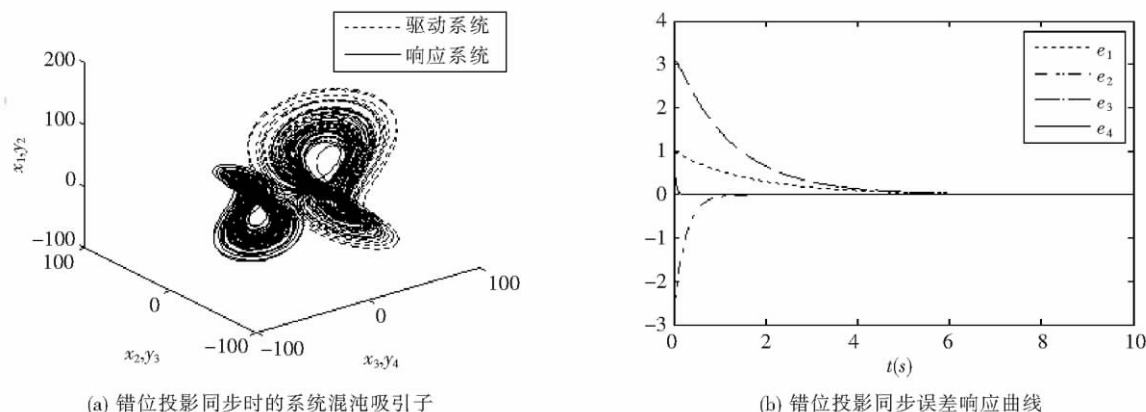 驱动系统
响应系统
200
100
0
-100
100
0
-100
-100
0
100
x₁,y₂
x₂,y₃
x₃,y₄
(a) 错位投影同步时的系统混沌吸引子
4
3
2
1
0
-1
-2
-3
0
2
4
6
8
10
t(s)
e₁
e₂
e₃
e₄
(b) 错位投影同步误差响应曲线